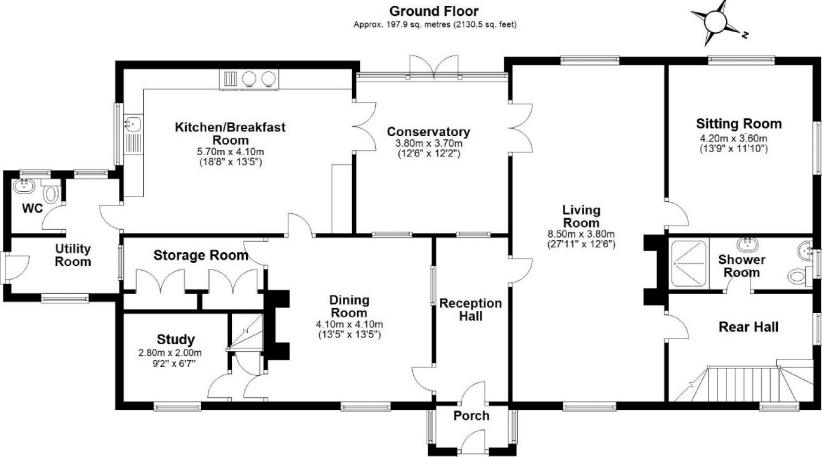 Ground Floor
Approx. 197.9 sq. metres (2130.5 sq. feet)
N
Kitchen/Breakfast
Room
5.70m x 4.10m
(18'8" x 13'5")
Conservatory
3.80m x 3.70m
(12'6" x 12'2")
Sitting Room
4.20m x 3.60m
(13'9" x 11'10")
WC
Living
Room
8.50m x 3.80m
(27'11" x 12'6")
Utility
Room
Storage Room
Shower
Room
Dining
Room
4.10m x 4.10m
(13'5" x 13'5")
Reception
Hall
Study
2.80m x 2.00m
9'2" x 6'7"
Rear Hall
Porch